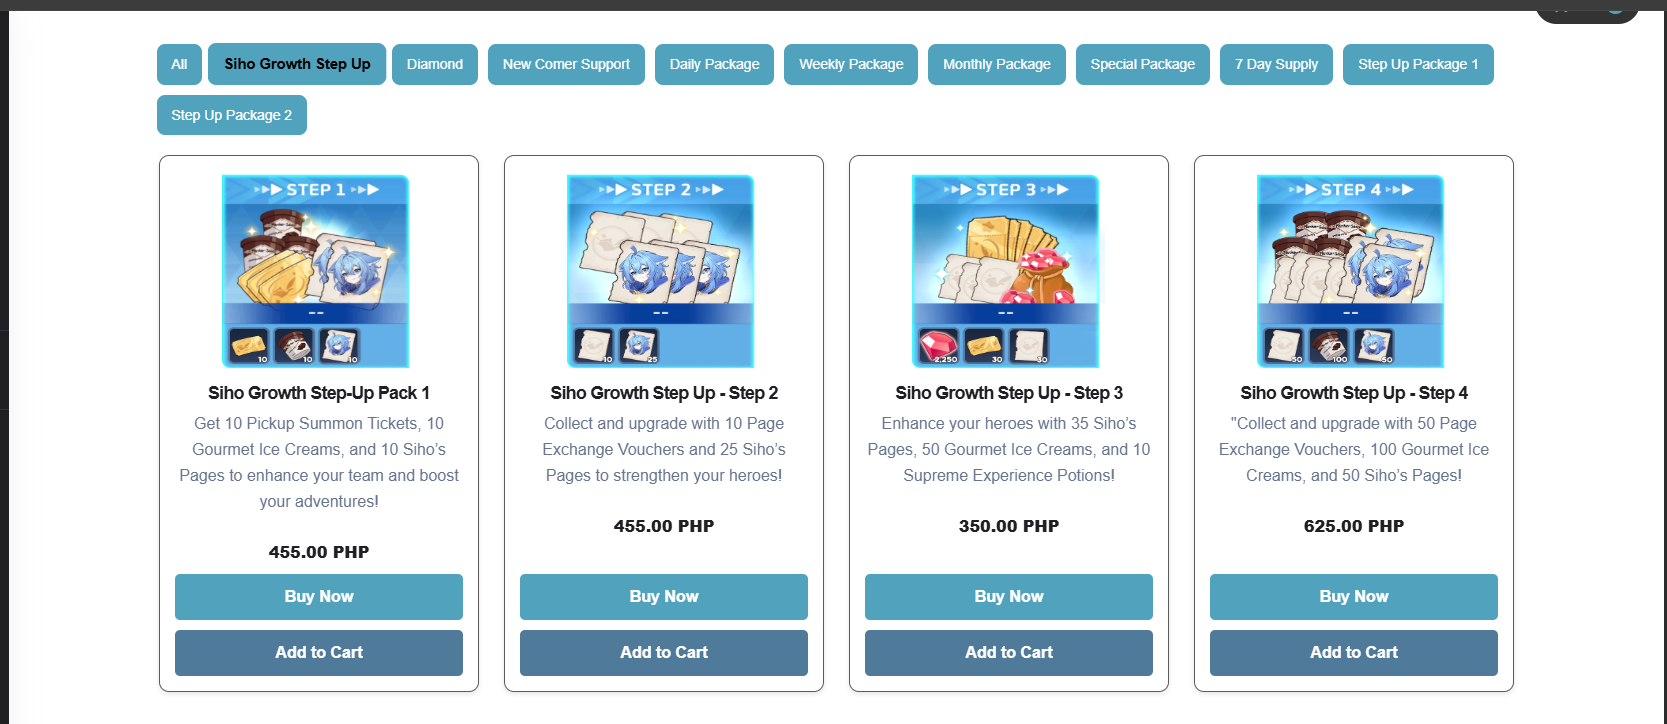 All
Siho Growth Step Up
Diamond
New Comer Support
Daily Package
Weekly Package
Monthly Package
Special Package
7 Day Supply
Step Up Package 1
Step Up Package 2
STEP 1
--
10
10
10
Siho Growth Step-Up Pack 1
Get 10 Pickup Summon Tickets, 10
Gourmet Ice Creams, and 10 Siho’s
Pages to enhance your team and boost
your adventures!
455.00 PHP
Buy Now
Add to Cart
STEP 2
--
10
25
Siho Growth Step Up - Step 2
Collect and upgrade with 10 Page
Exchange Vouchers and 25 Siho’s
Pages to strengthen your heroes!
455.00 PHP
Buy Now
Add to Cart
STEP 3
--
2,250
30
30
Siho Growth Step Up - Step 3
Enhance your heroes with 35 Siho’s
Pages, 50 Gourmet Ice Creams, and 10
Supreme Experience Potions!
350.00 PHP
Buy Now
Add to Cart
STEP 4
--
50
100
50
Siho Growth Step Up - Step 4
"Collect and upgrade with 50 Page
Exchange Vouchers, 100 Gourmet Ice
Creams, and 50 Siho’s Pages!
625.00 PHP
Buy Now
Add to Cart